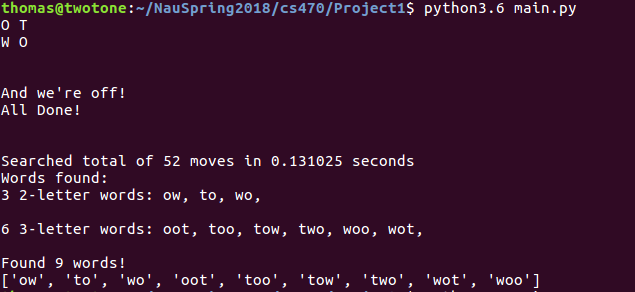 thomas@twotone:~/NauSpring2018/cs470/Project1$ python3.6 main.py
O T
W O
And we're off!
All Done!
Searched total of 52 moves in 0.131025 seconds
Words found:
3 2-letter words: ow, to, wo,
6 3-letter words: oot, too, tow, two, woo, wot,
Found 9 words!
['ow', 'to', 'wo', 'oot', 'too', 'tow', 'two', 'wot', 'woo']